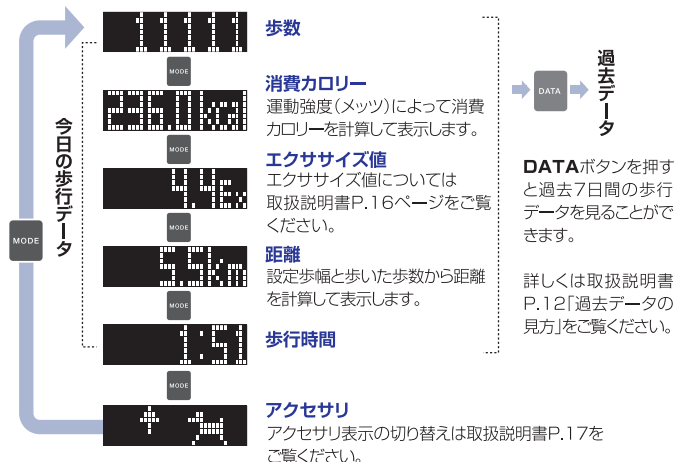 今日の歩行データ
MODE
11111
歩数
MODE
260kcal
消費カロリー
運動強度（メッツ）によって消費
カロリーを計算して表示します。
MODE
4.4Ex
エクササイズ値
エクササイズ値については
取扱説明書P.16ページをご覧
ください。
MODE
5.5km
距離
設定歩幅と歩いた歩数から距離
を計算して表示します。
MODE
1:51
歩行時間
MODE
アクセサリ
アクセサリ表示の切り替えは取扱説明書P.17を
ご覧ください。
DATA
過去データ
DATAボタンを押す
と過去7日間の歩行
データを見ることがで
きます。
詳しくは取扱説明書
P.12「過去データの
見方」をご覧ください。